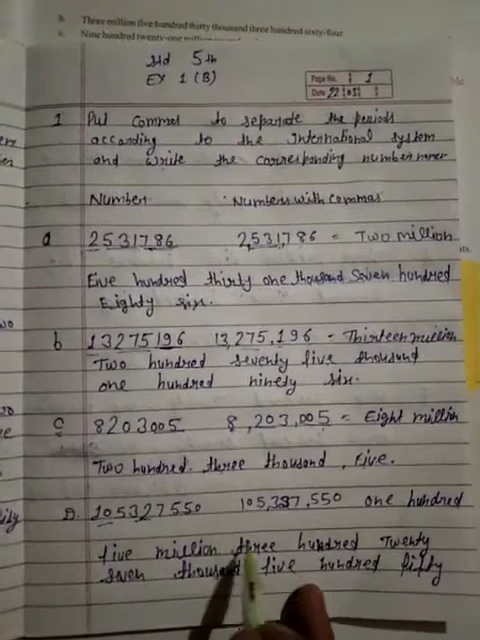 b. Three million five hundred thirty thousand three hundred sixty-four.
c. Nine hundred twenty-one million
std 5th
EX 1 (B)
Page No. 1
Date 22
1 Put Commas to separate the periods
according to the international system
and write the corresponding number names
Number Numbers with commas
a 2531786 2,531,786 = Two million
Five hundred thirty one thousand Seven hundred
Eighty six.
b 13275196 13,275,196 - Thirteen million
Two hundred seventy five thousand
one hundred ninety six.
C 8203005 8,203,005 = Eight million
Two hundred three thousand, Five.
D. 105327550 105,327,550 one hundred
five million three hundred Twenty
seven thousand five hundred fifty